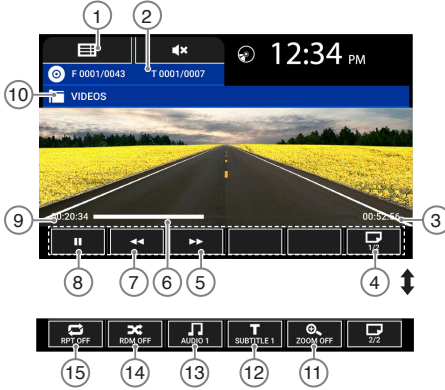 1 2
12:34 PM
F 0001/0043 T 0001/0007
10 VIDEOS
9 00:20:34 00:52:56 3
1/2
8 7 6 5 4
RPT OFF RDM OFF AUDIO 1 SUBTITLE 1 ZOOM OFF 2/2
15 14 13 12 11